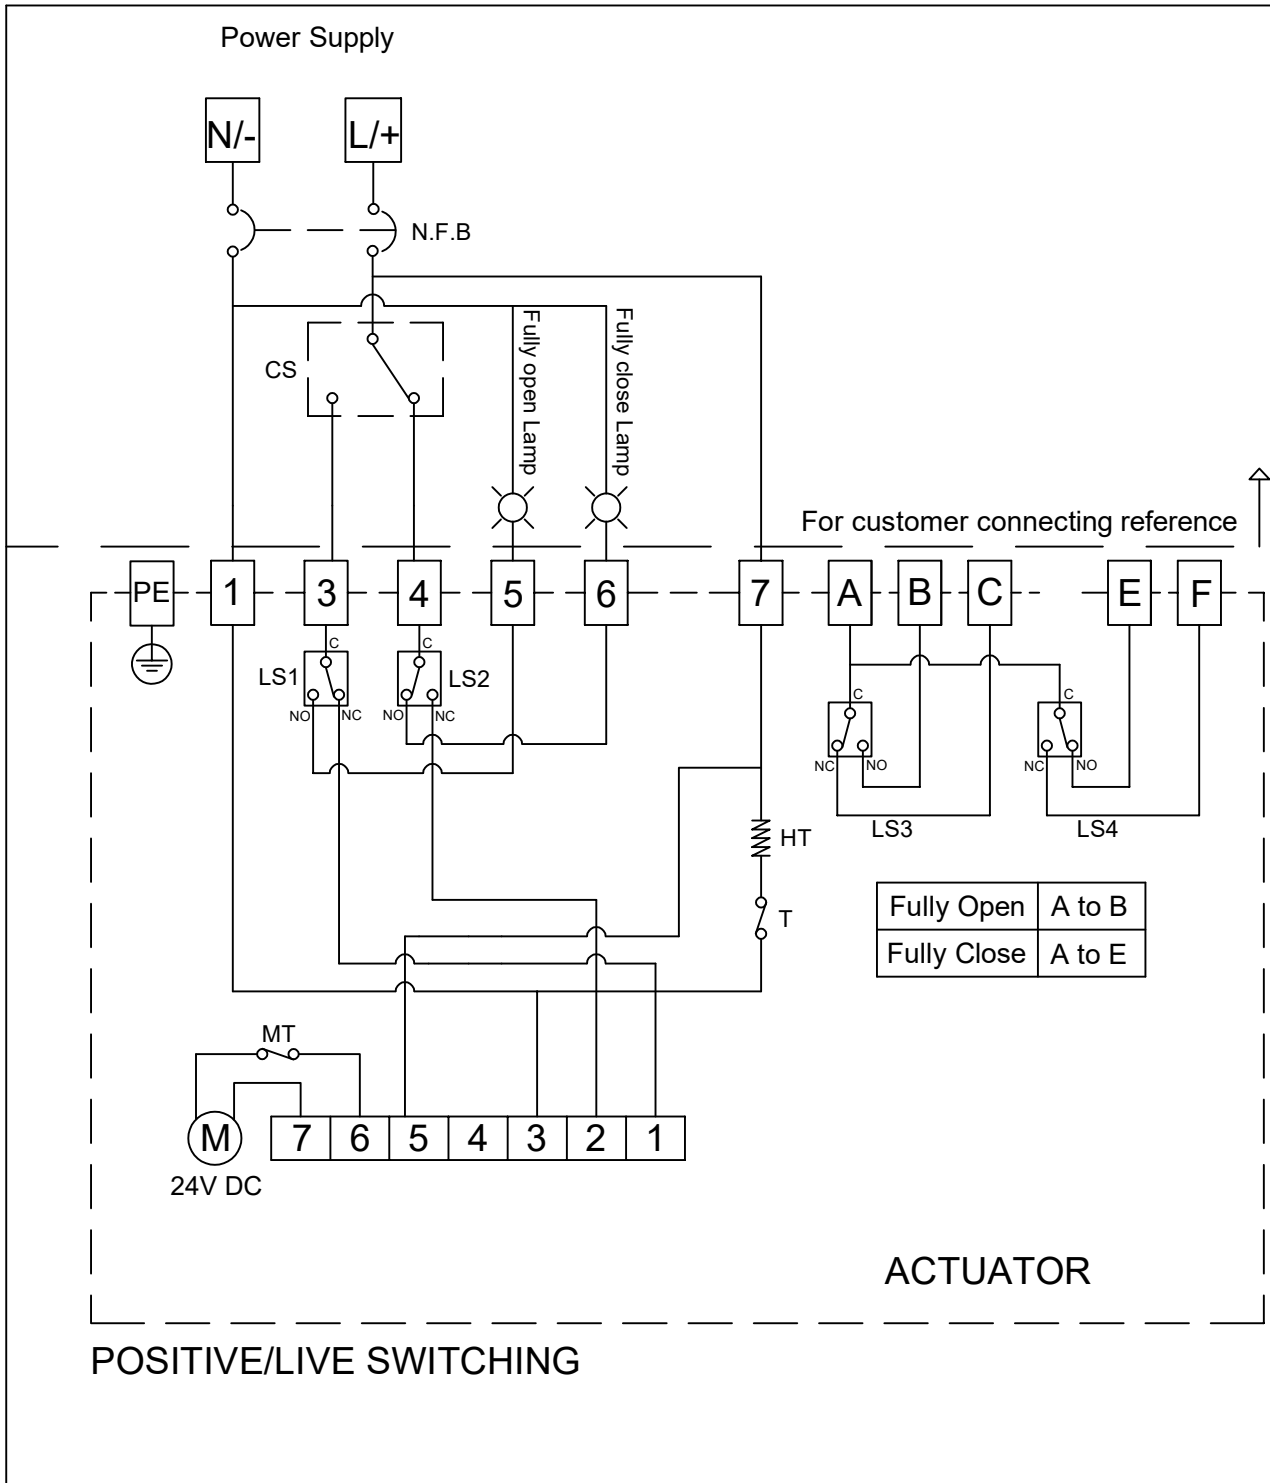 Power Supply
N/- L/+
N.F.B
CS
Fully open Lamp
Fully close Lamp
For customer connecting reference
PE 1 3 4 5 6 7 A B C E F
C C
LS1 LS2
NO NC NO NC
C C
NC NO NC NO
LS3 LS4
HT
T
Fully Open A to B
Fully Close A to E
MT
M 7 6 5 4 3 2 1
24V DC
ACTUATOR
POSITIVE/LIVE SWITCHING